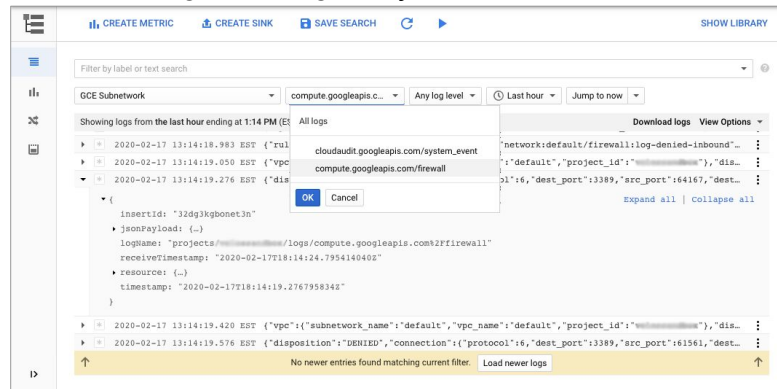 CREATE METRIC CREATE SINK SAVE SEARCH SHOW LIBRARY
Filter by label or text search
GCE Subnetwork compute.googleapis.c... Any log level Last hour Jump to now
Showing logs from the last hour ending at 1:14 PM (ES Download logs View Options
All logs
cloudaudit.googleapis.com/system_event
compute.googleapis.com/firewall
OK Cancel
2020-02-17 13:14:18.983 EST {"rul "network:default/firewall:log-denied-inbound"…
2020-02-17 13:14:19.050 EST {"vpc ":"default","project_id":" "},"dis…
2020-02-17 13:14:19.276 EST {"dis ol":6,"dest_port":3389,"src_port":64167,"dest…
{ Expand all | Collapse all
insertId: "32dg3kgbonet3n"
jsonPayload: {…}
logName: "projects/ /logs/compute.googleapis.com%2Ffirewall"
receiveTimestamp: "2020-02-17T18:14:24.795414040Z"
resource: {…}
timestamp: "2020-02-17T18:14:19.276795834Z"
}
2020-02-17 13:14:19.420 EST {"vpc":{"subnetwork_name":"default","vpc_name":"default","project_id":" "},"dis…
2020-02-17 13:14:19.576 EST {"disposition":"DENIED","connection":{"protocol":6,"dest_port":3389,"src_port":61561,"dest…
No newer entries found matching current filter. Load newer logs